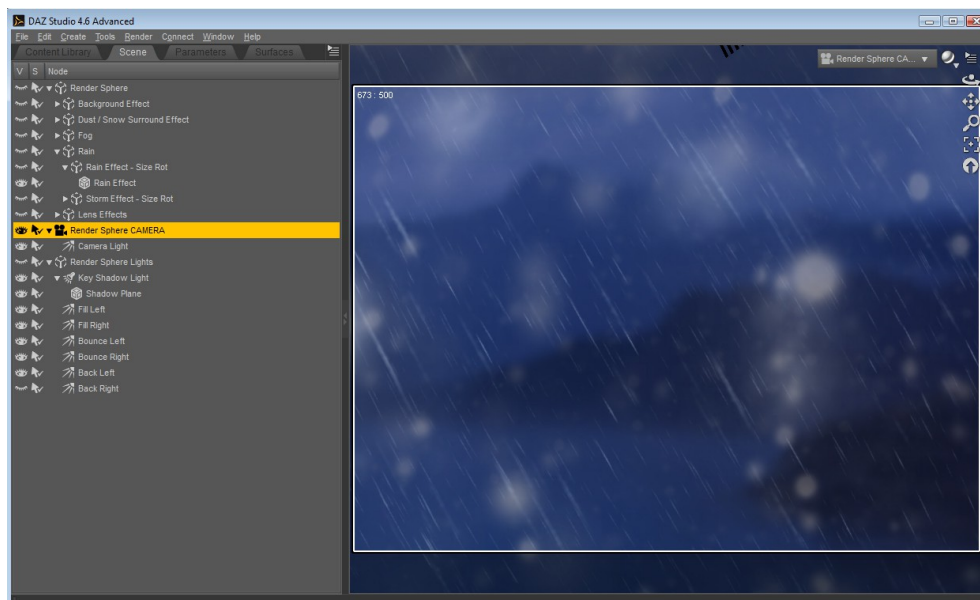 DAZ Studio 4.6 Advanced
File Edit Create Tools Render Connect Window Help
Content Library Scene Parameters Surfaces
V S Node
Render Sphere
Background Effect
Dust / Snow Surround Effect
Fog
Rain
Rain Effect - Size Rot
Rain Effect
Storm Effect - Size Rot
Lens Effects
Render Sphere CAMERA
Camera Light
Render Sphere Lights
Key Shadow Light
Shadow Plane
Fill Left
Fill Right
Bounce Left
Bounce Right
Back Left
Back Right
Render Sphere CA...
673 : 500